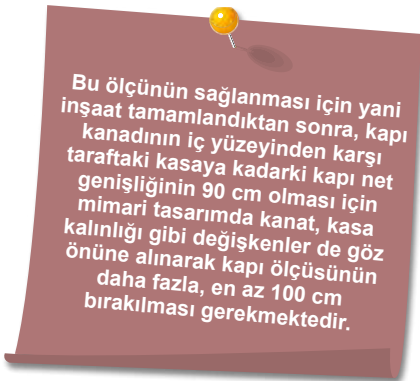 Bu ölçünün sağlanması için yani
inşaat tamamlandıktan sonra, kapı
kanadının iç yüzeyinden karşı
taraftaki kasaya kadarki kapı net
genişliğinin 90 cm olması için
mimari tasarımda kanat, kasa
kalınlığı gibi değişkenler de göz
önüne alınarak kapı ölçüsünün
daha fazla, en az 100 cm
bırakılması gerekmektedir.